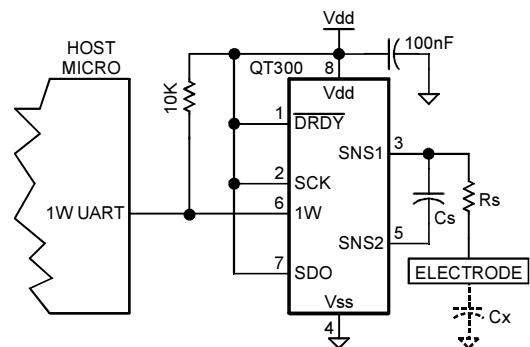 Vdd
100nF
HOST
MICRO
QT300
8
10K
Vdd
1
DRDY
3
SNS1
2
SCK
Rs
1W UART
6
1W
Cs
5
SNS2
7
SDO
ELECTRODE
Vss
4
Cx